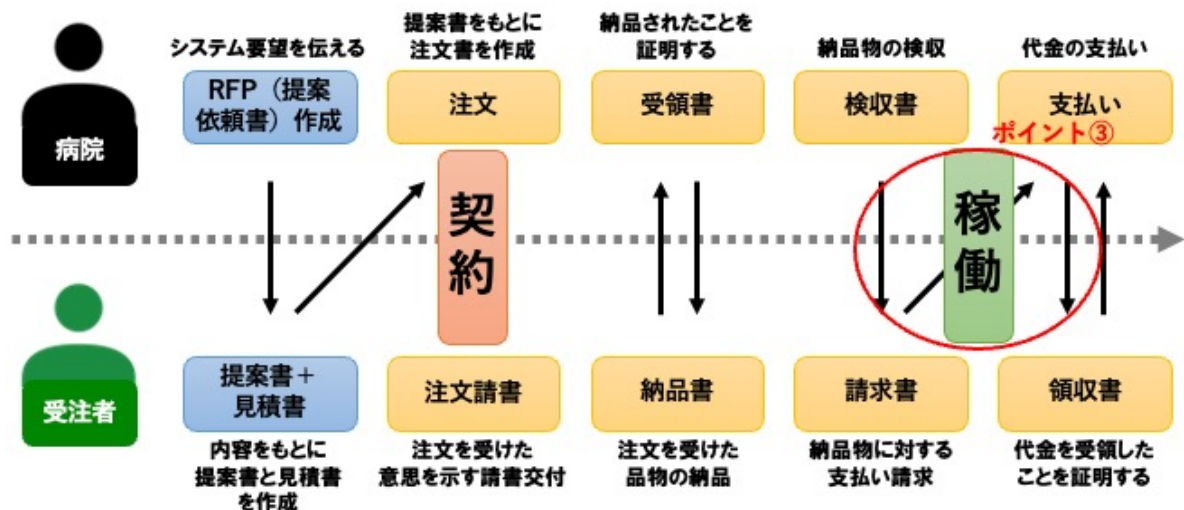 システム要望を伝える
提案書をもとに
注文書を作成
納品されたことを
証明する
納品物の検収
代金の支払い
RFP（提案
依頼書）作成
注文
受領書
検収書
支払い
ポイント③
病院
契約
稼働
受注者
提案書＋
見積書
注文請書
納品書
請求書
領収書
内容をもとに
提案書と見積書
を作成
注文を受けた
意思を示す請書交付
注文を受けた
品物の納品
納品物に対する
支払い請求
代金を受領した
ことを証明する